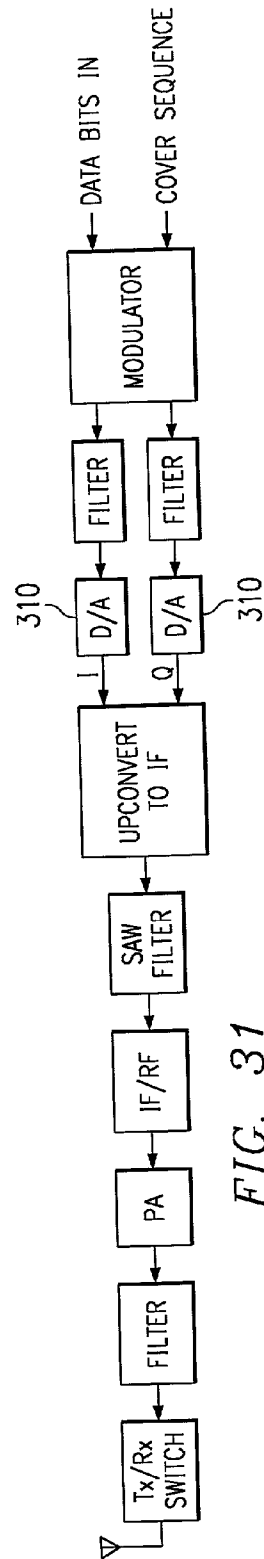 DATA BITS IN
COVER SEQUENCE
MODULATOR
FILTER
FILTER
310
D/A
D/A
310
I
Q
UPCONVERT
TO IF
SAW
FILTER
IF/RF
PA
FILTER
Tx/Rx
SWITCH
FIG. 31